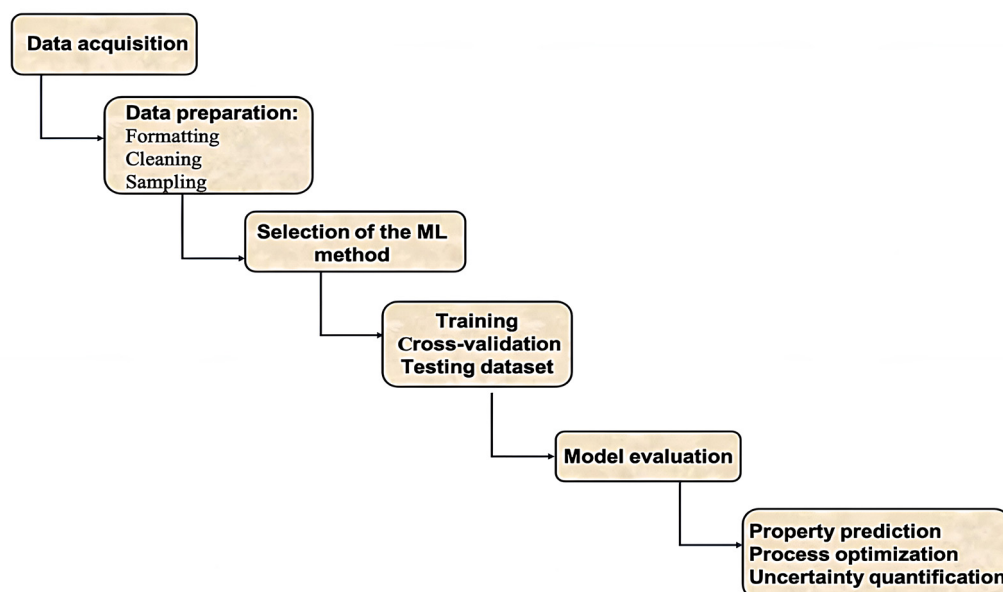 Data acquisition
Data preparation:
Formatting
Cleaning
Sampling
Selection of the ML
method
Training
Cross-validation
Testing dataset
Model evaluation
Property prediction
Process optimization
Uncertainty quantification